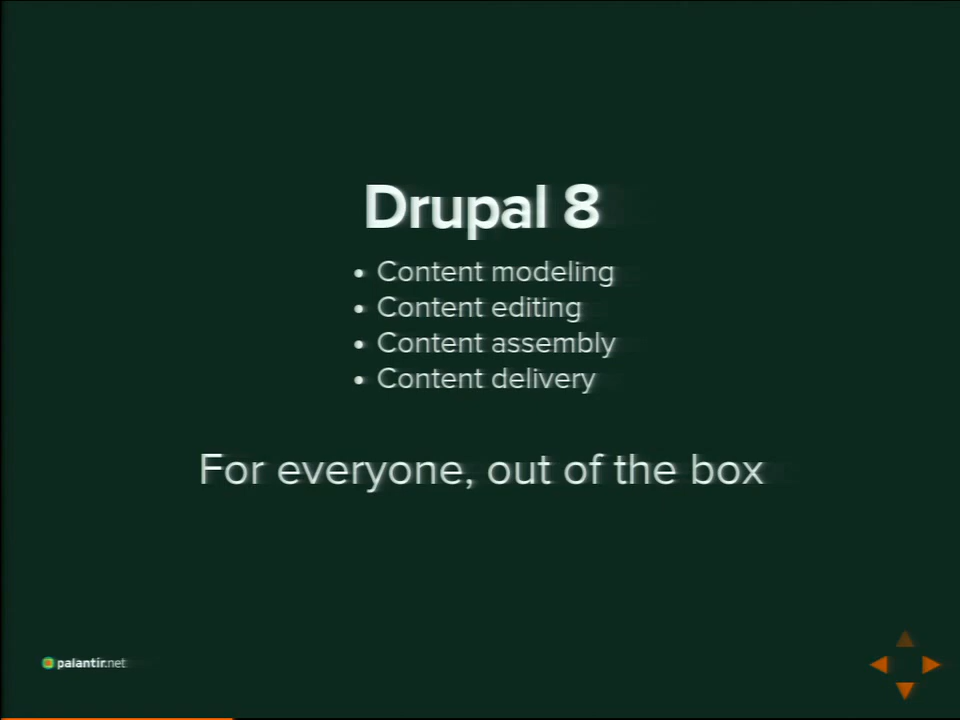 Drupal 8
• Content modeling
• Content editing
• Content assembly
• Content delivery
For everyone, out of the box
palantir.net